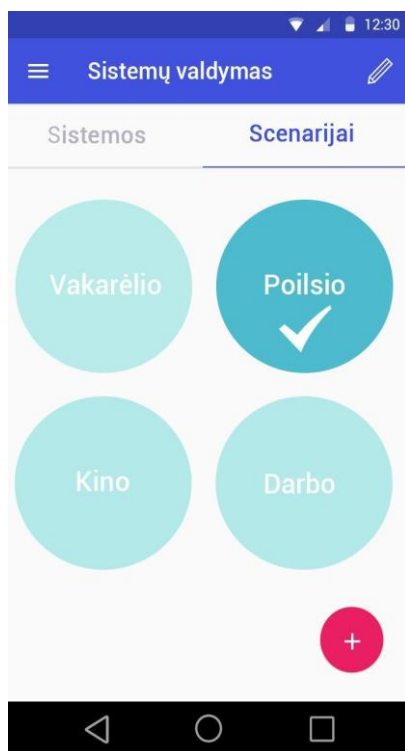 12:30
Sistemų valdymas
Sistemos Scenarijai
Vakarėlio Poilsio
Kino Darbo
+